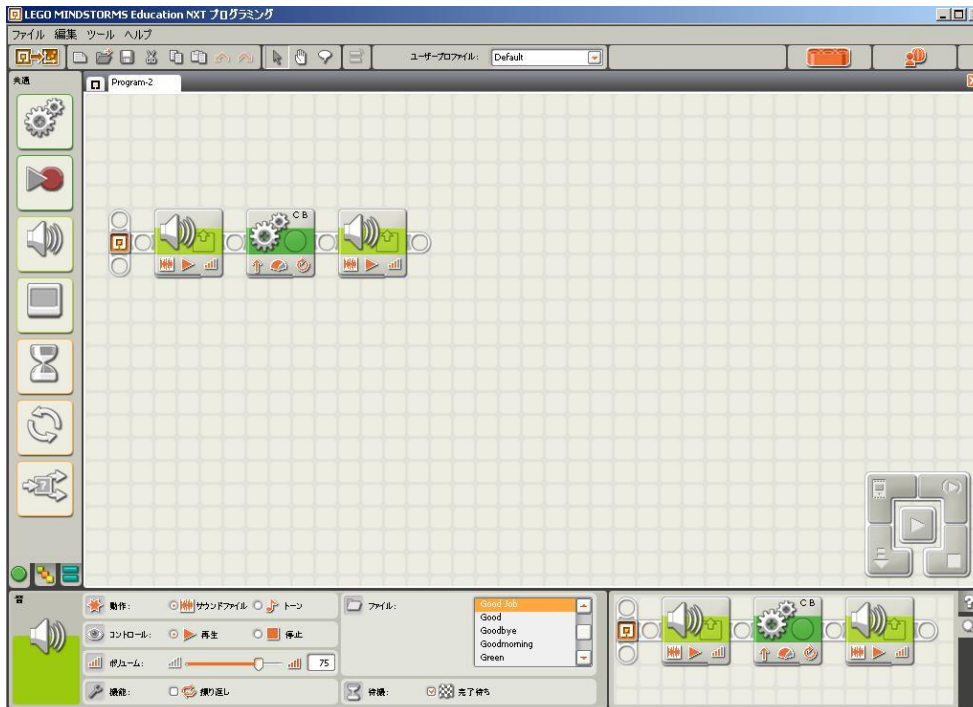 LEGO MINDSTORMS Education NXT プログラミング
ファイル 編集 ツール ヘルプ
ユーザープロファイル: Default
共通
Program-2
C B
音
動作: サウンドファイル トーン
コントロール: 再生 停止
ボリューム: 75
機能: 繰り返し
ファイル:
Good Job
Good
Goodbye
Goodmorning
Green
待機: 完了待ち
C B
?